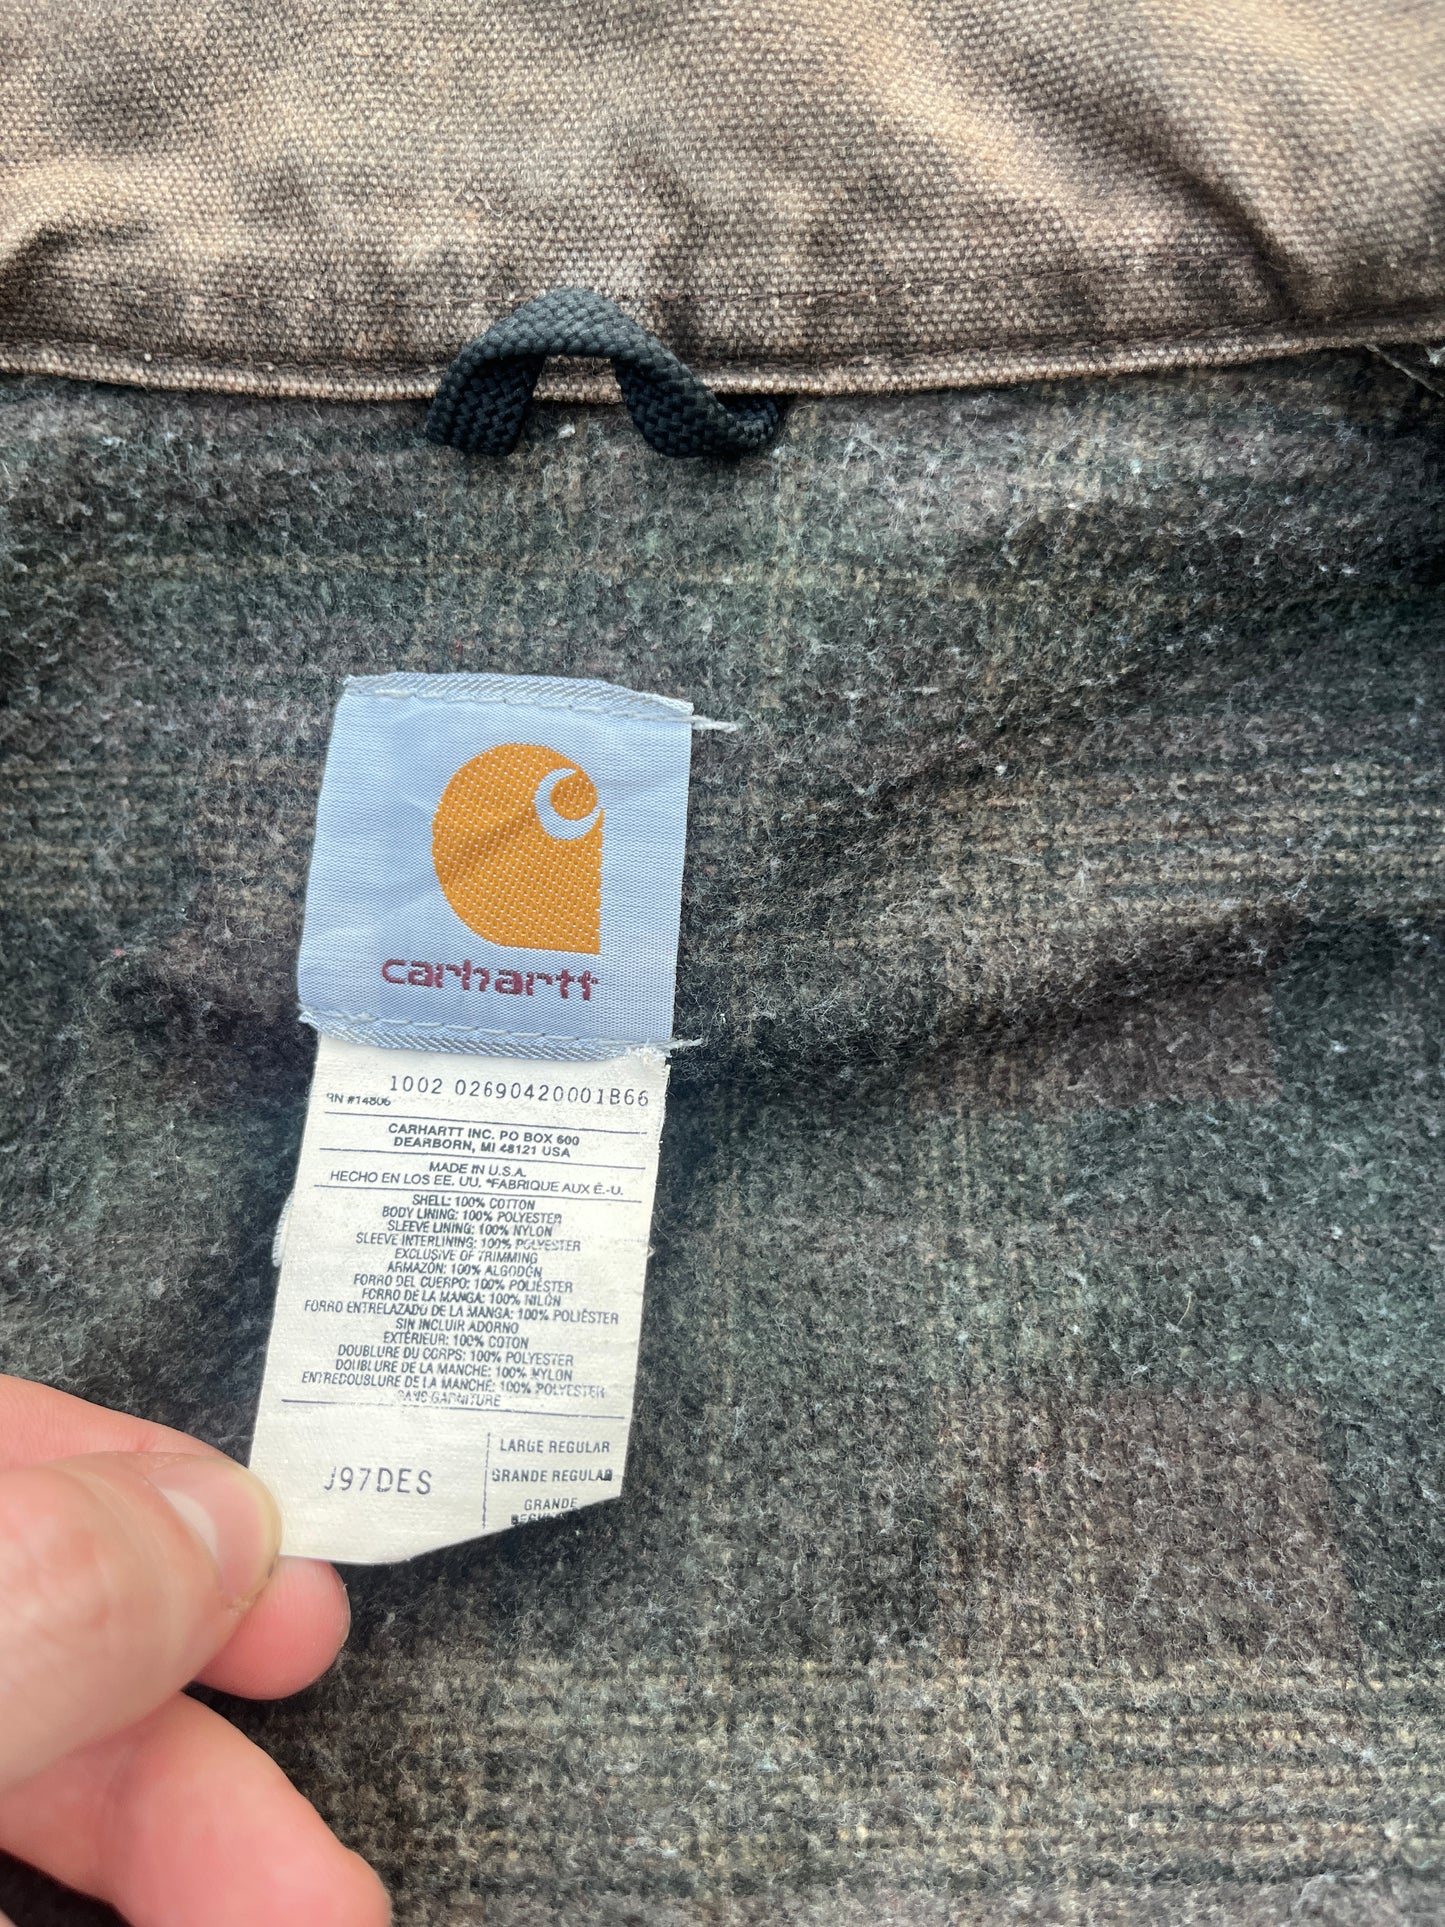 carhartt
1002 02690420001B66
RN #14806
CARHARTT INC. PO BOX 600
DEARBORN, MI 48121 USA
MADE IN U.S.A.
HECHO EN LOS EE. UU. *FABRIQUE AUX É.-U.
SHELL: 100% COTTON
BODY LINING: 100% POLYESTER
SLEEVE LINING: 100% NYLON
SLEEVE INTERLINING: 100% POLYESTER
EXCLUSIVE OF TRIMMING
ARMAZÓN: 100% ALGODÓN
FORRO DEL CUERPO: 100% POLIÉSTER
FORRO DE LA MANGA: 100% NILÓN
FORRO ENTRELAZADO DE LA MANGA: 100% POLIÉSTER
SIN INCLUIR ADORNO
EXTÉRIEUR: 100% COTON
DOUBLURE DU CORPS: 100% POLYESTER
DOUBLURE DE LA MANCHE: 100% NYLON
ENTREDOUBLURE DE LA MANCHE: 100% POLYESTER
SANS GARNITURE
J97DES
LARGE REGULAR
GRANDE REGULAR
GRANDE